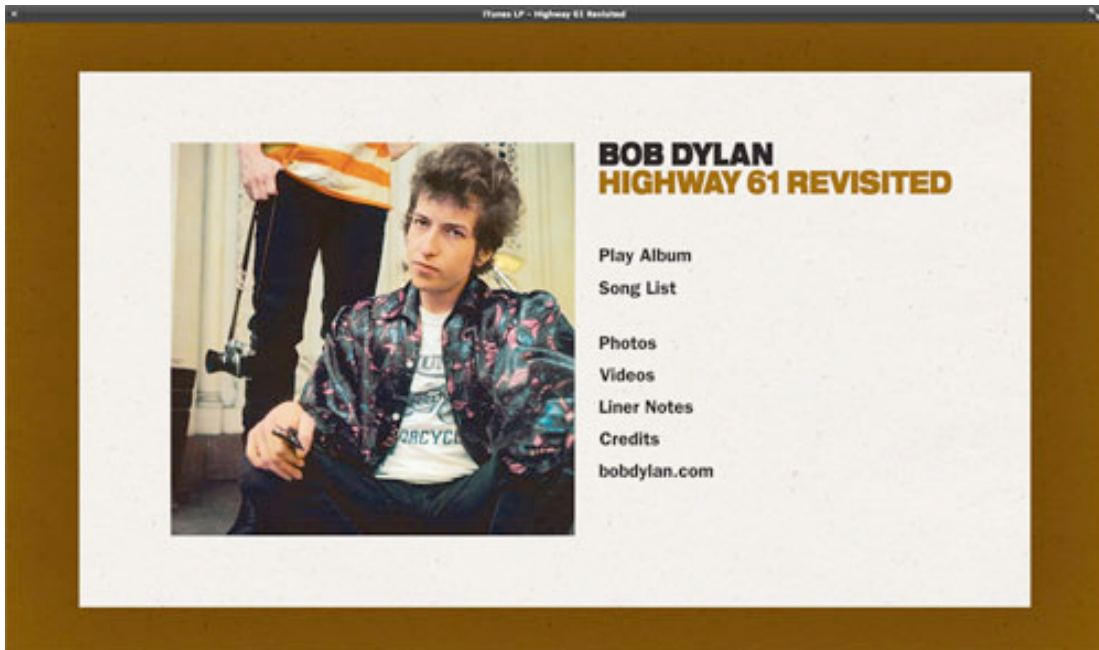 iTunes LP – Highway 61 Revisited
BOB DYLAN
HIGHWAY 61 REVISITED
Play Album
Song List
Photos
Videos
Liner Notes
Credits
bobdylan.com